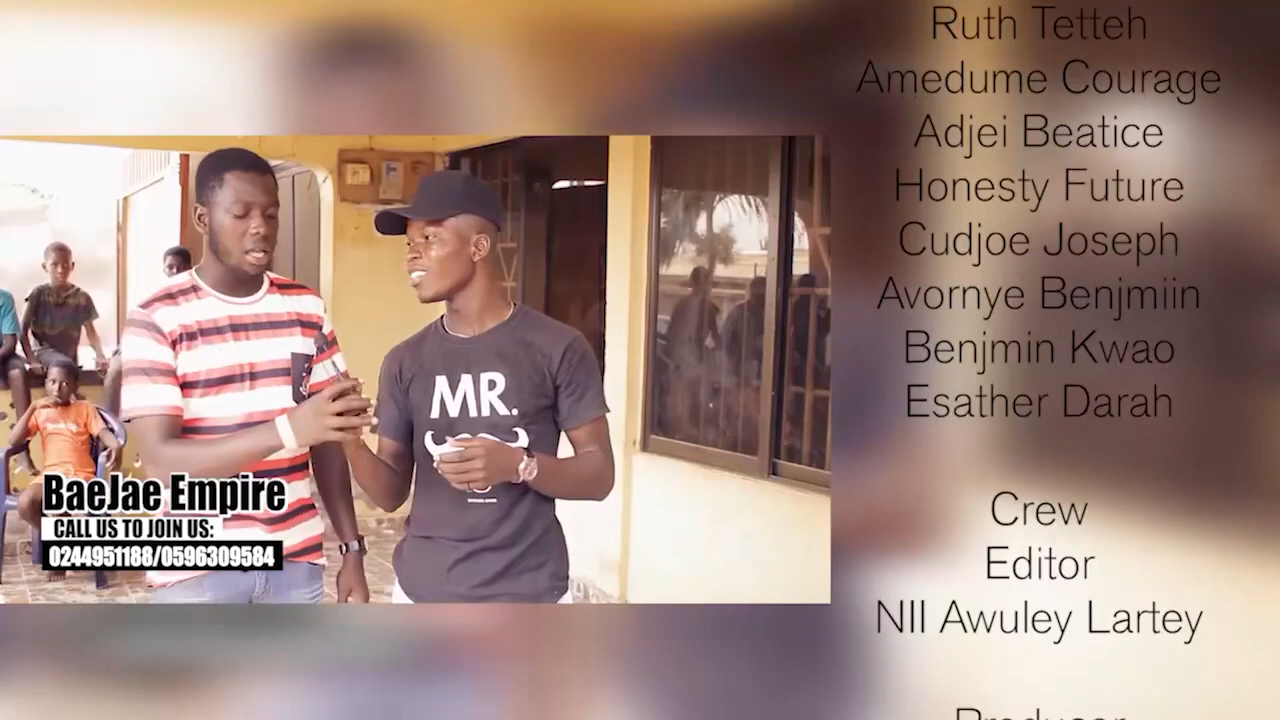 Ruth Tetteh
Amedume Courage
Adjei Beatice
Honesty Future
Cudjoe Joseph
Avornye Benjmiin
Benjmin Kwao
Esather Darah
Crew
Editor
NII Awuley Lartey
Producer
MR.
BaeJae Empire
CALL US TO JOIN US:
0244951188/0596309584